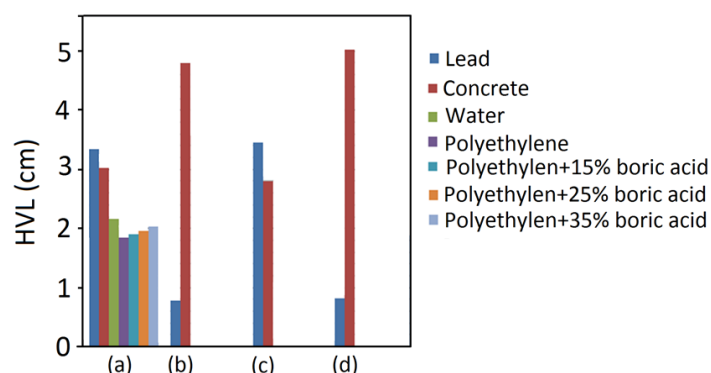 HVL (cm)
5
4
3
2
1
0
(a)
(b)
(c)
(d)
Lead
Concrete
Water
Polyethylene
Polyethylen+15% boric acid
Polyethylen+25% boric acid
Polyethylen+35% boric acid